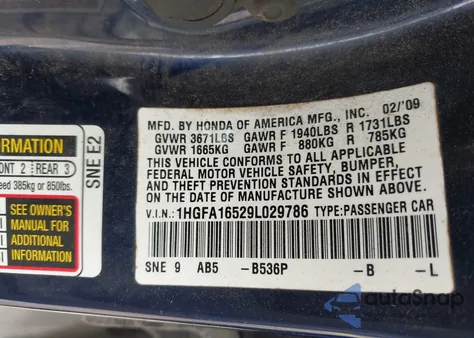 MFD. BY HONDA OF AMERICA MFG., INC. 02/'09
GVWR 3671LBS GAWR F 1940LBS R 1731LBS
GVWR 1665KG GAWR F 880KG R 785KG
THIS VEHICLE CONFORMS TO ALL APPLICABLE
FEDERAL MOTOR VEHICLE SAFETY, BUMPER,
AND THEFT PREVENTION STANDARDS IN EFFECT
ON THE DATE OF MANUFACTURE SHOWN ABOVE.
V.I.N.: 1HGFA16529L029786 TYPE:PASSENGER CAR
SNE 9 AB5 -B536P -B -L
SNE E2
REAR 3
385kg or 850lbs.
SEE OWNER'S
MANUAL FOR
ADDITIONAL
INFORMATION
autoSnap